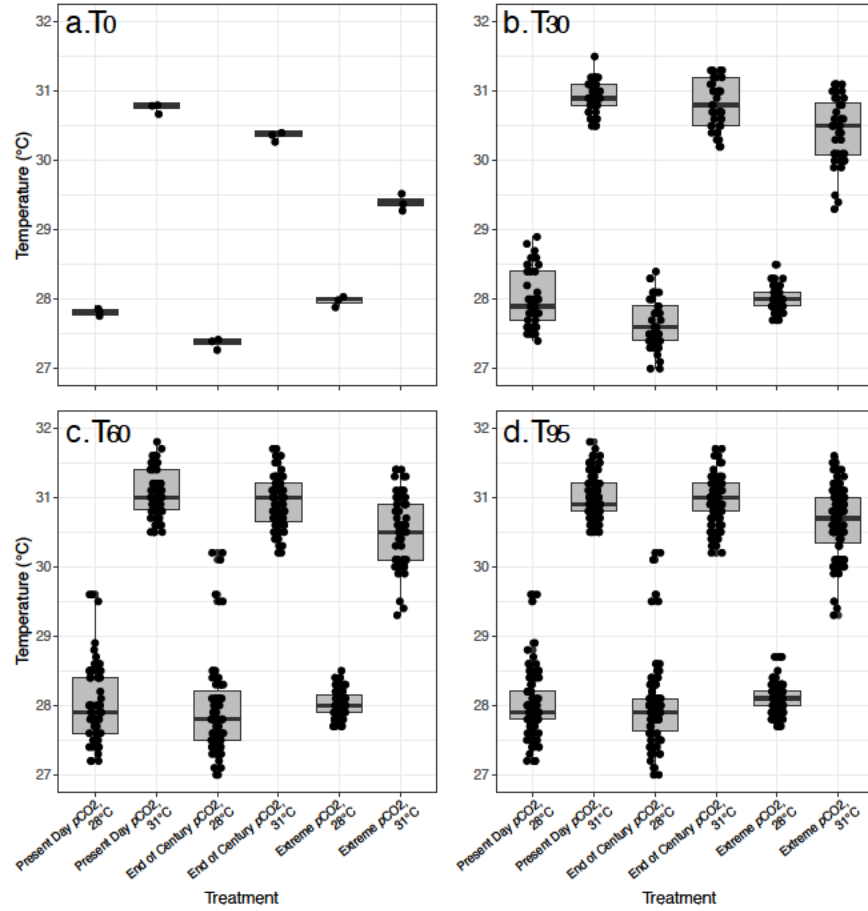 a.T0
b.T30
32
31
30
29
28
27
Temperature (°C)
32
31
30
29
28
27
Temperature (°C)
c.T60
d.T95
32
31
30
29
28
27
Temperature (°C)
32
31
30
29
28
27
Temperature (°C)
Present Day pCO2,
28°C
Present Day pCO2,
31°C
End of Century pCO2,
28°C
End of Century pCO2,
31°C
Extreme pCO2,
28°C
Extreme pCO2,
31°C
Treatment
Present Day pCO2,
28°C
Present Day pCO2,
31°C
End of Century pCO2,
28°C
End of Century pCO2,
31°C
Extreme pCO2,
28°C
Extreme pCO2,
31°C
Treatment